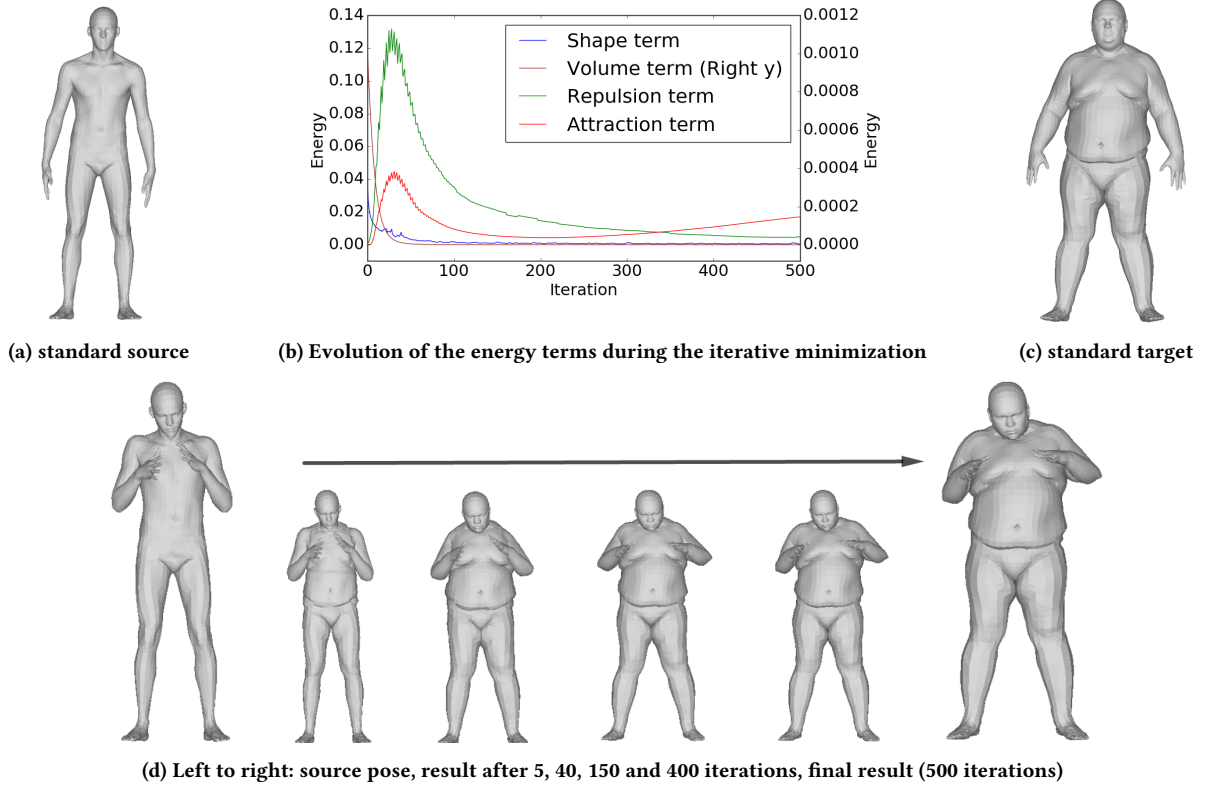 0.14
0.12
0.10
0.08
0.06
0.04
0.02
0.00
Energy
0.0012
0.0010
0.0008
0.0006
0.0004
0.0002
0.0000
Energy
Shape term
Volume term (Right y)
Repulsion term
Attraction term
0 100 200 300 400 500
Iteration
(a) standard source
(b) Evolution of the energy terms during the iterative minimization
(c) standard target
(d) Left to right: source pose, result after 5, 40, 150 and 400 iterations, final result (500 iterations)